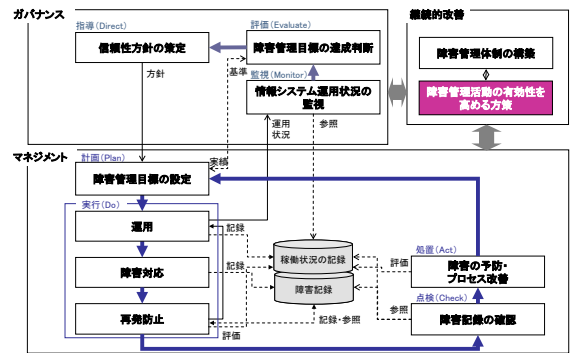 ガバナンス
指導(Direct)
信頼性方針の策定
方針
評価(Evaluate)
障害管理目標の達成判断
基準
監視(Monitor)
情報システム運用状況の
監視
運用
状況
参照
実績
継続的改善
障害管理体制の構築
障害管理活動の有効性を
高める方策
マネジメント
計画(Plan)
障害管理目標の設定
実行(Do)
運用
記録
障害対応
記録
再発防止
評価
記録・参照
稼働状況の記録
障害記録
処置(Act)
障害の予防・
プロセス改善
評価
点検(Check)
障害記録の確認
参照